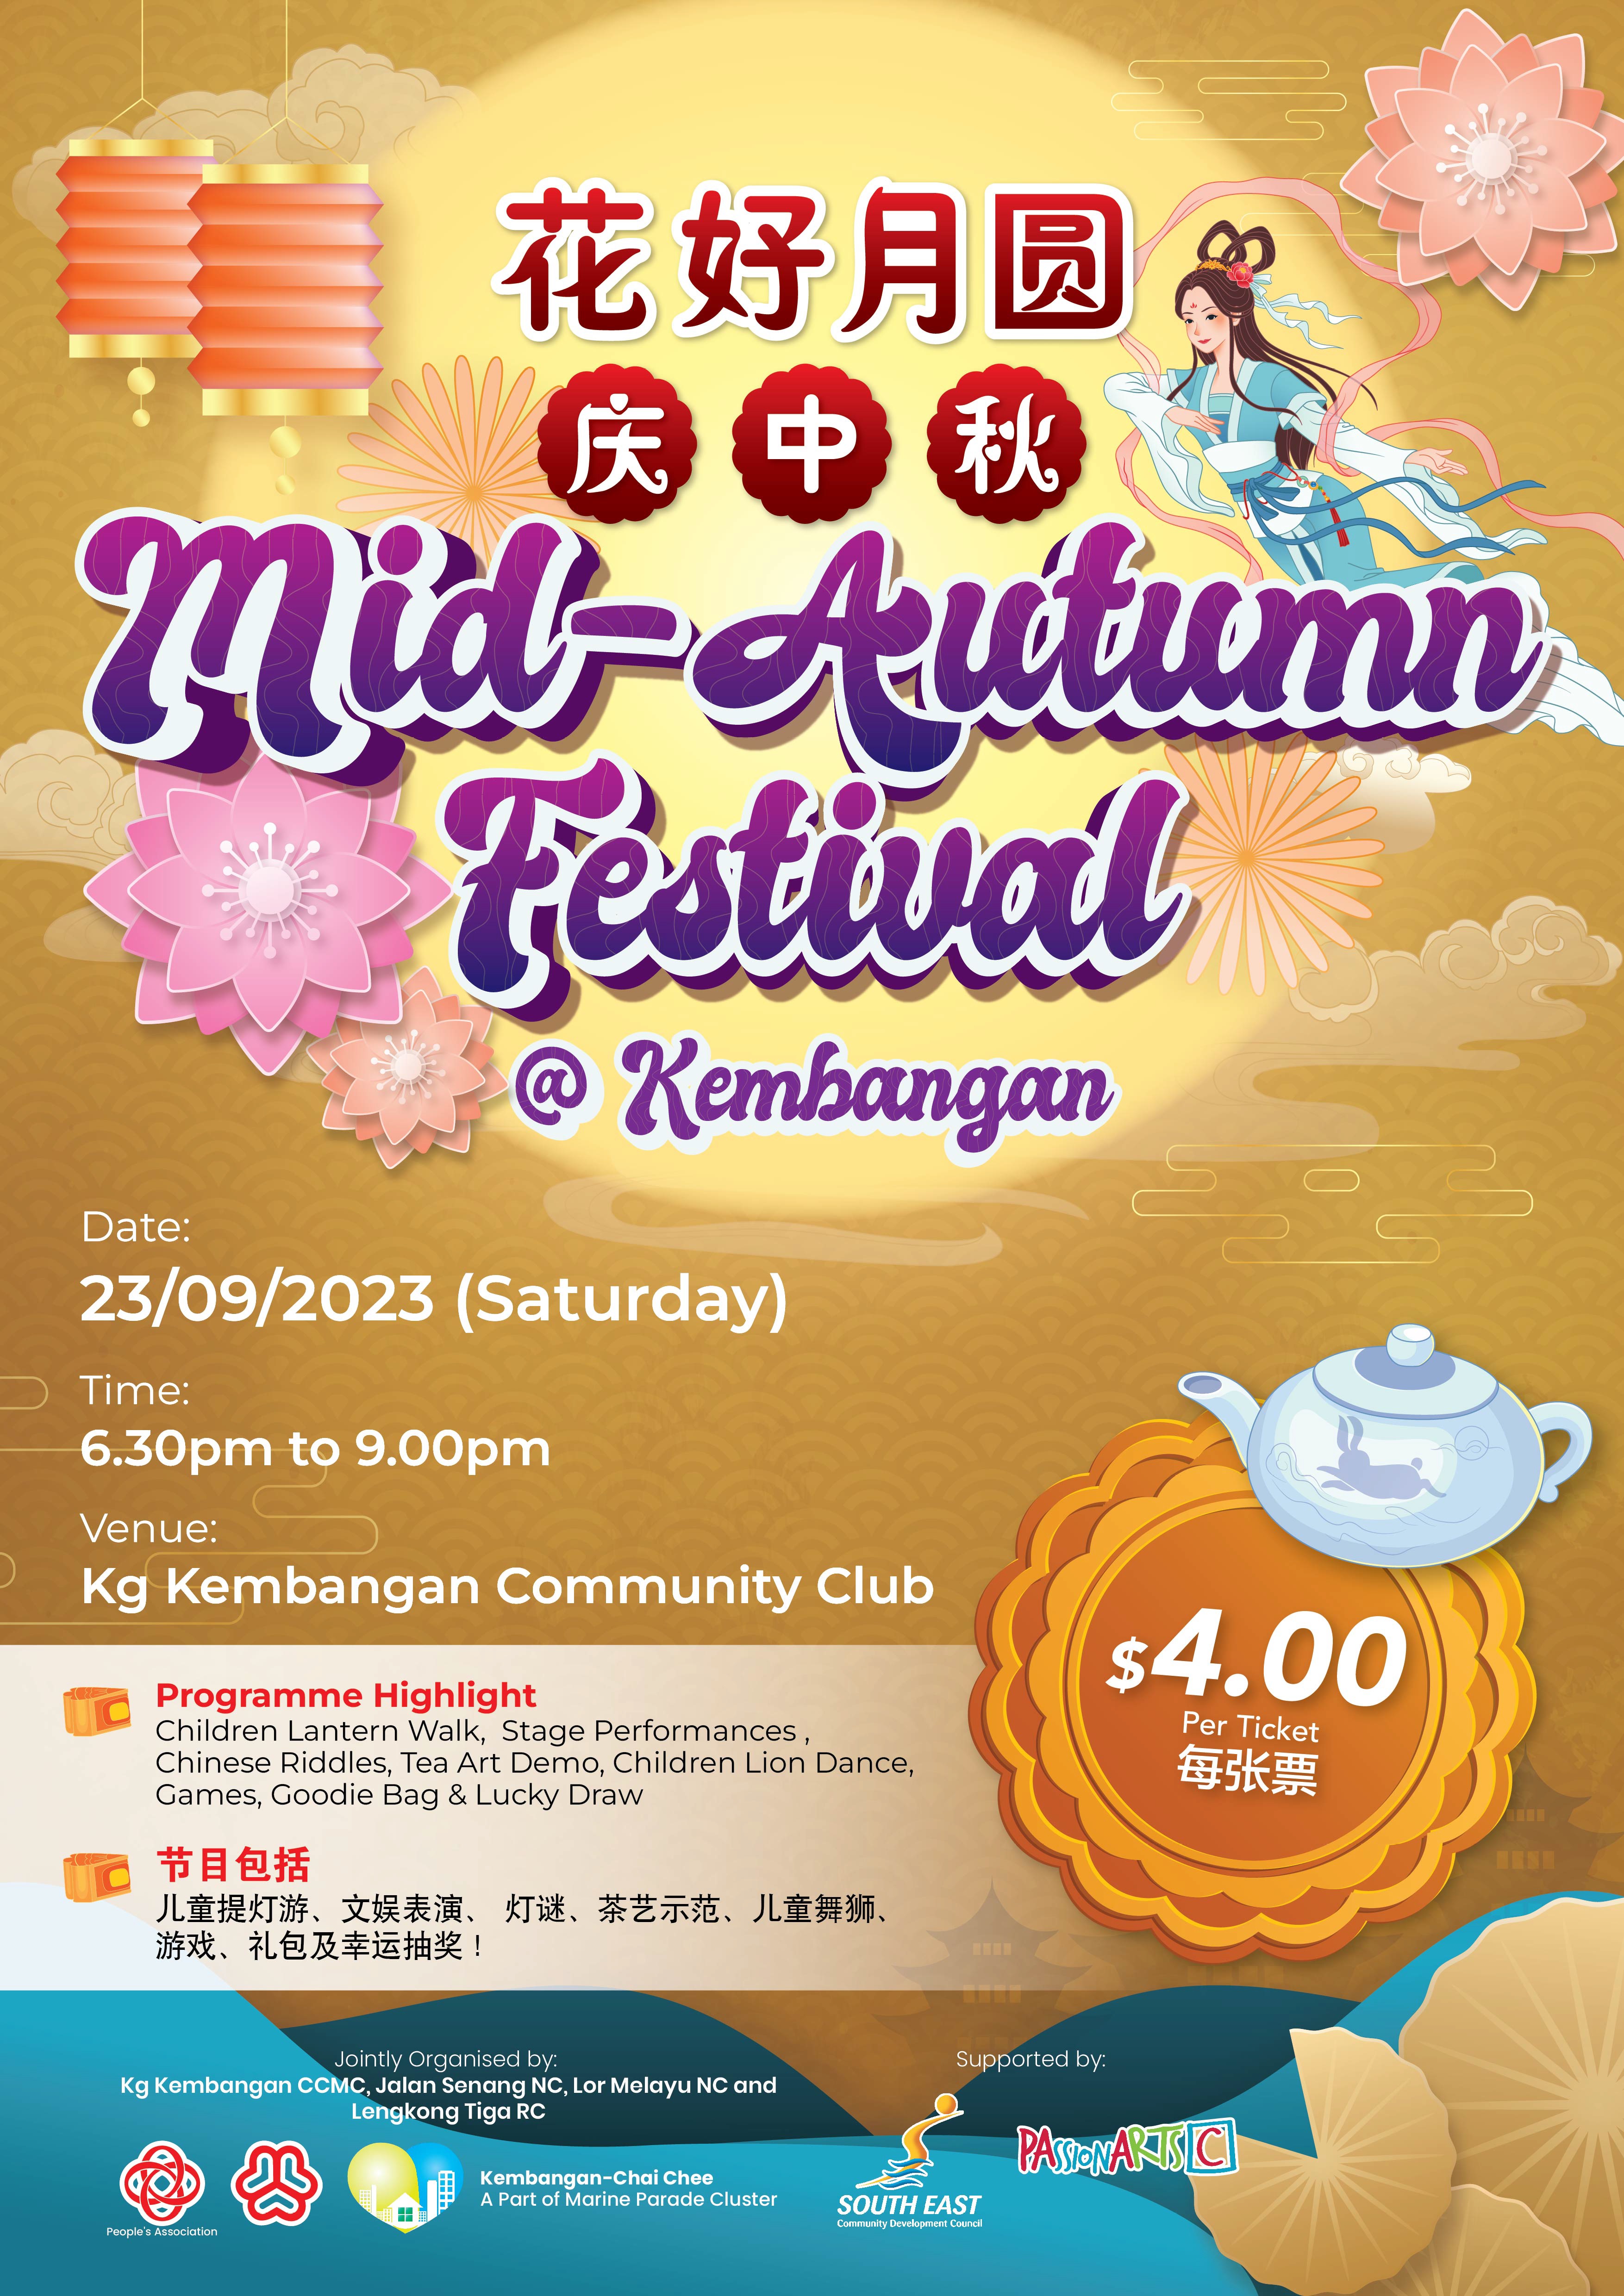 花好月圆
庆中秋
Mid-Autumn
Festival
@ Kembangan
Date:
23/09/2023 (Saturday)
Time:
6.30pm to 9.00pm
Venue:
Kg Kembangan Community Club
$4.00
Per Ticket
每张票
Programme Highlight
Children Lantern Walk, Stage Performances ,
Chinese Riddles, Tea Art Demo, Children Lion Dance,
Games, Goodie Bag & Lucky Draw
节目包括
儿童提灯游、文娱表演、 灯谜、茶艺示范、儿童舞狮、
游戏、礼包及幸运抽奖！
Jointly Organised by:
Kg Kembangan CCMC, Jalan Senang NC, Lor Melayu NC and
Lengkong Tiga RC
People's Association
Kembangan-Chai Chee
A Part of Marine Parade Cluster
Supported by:
SOUTH EAST
Community Development Council
PAssionARTS C